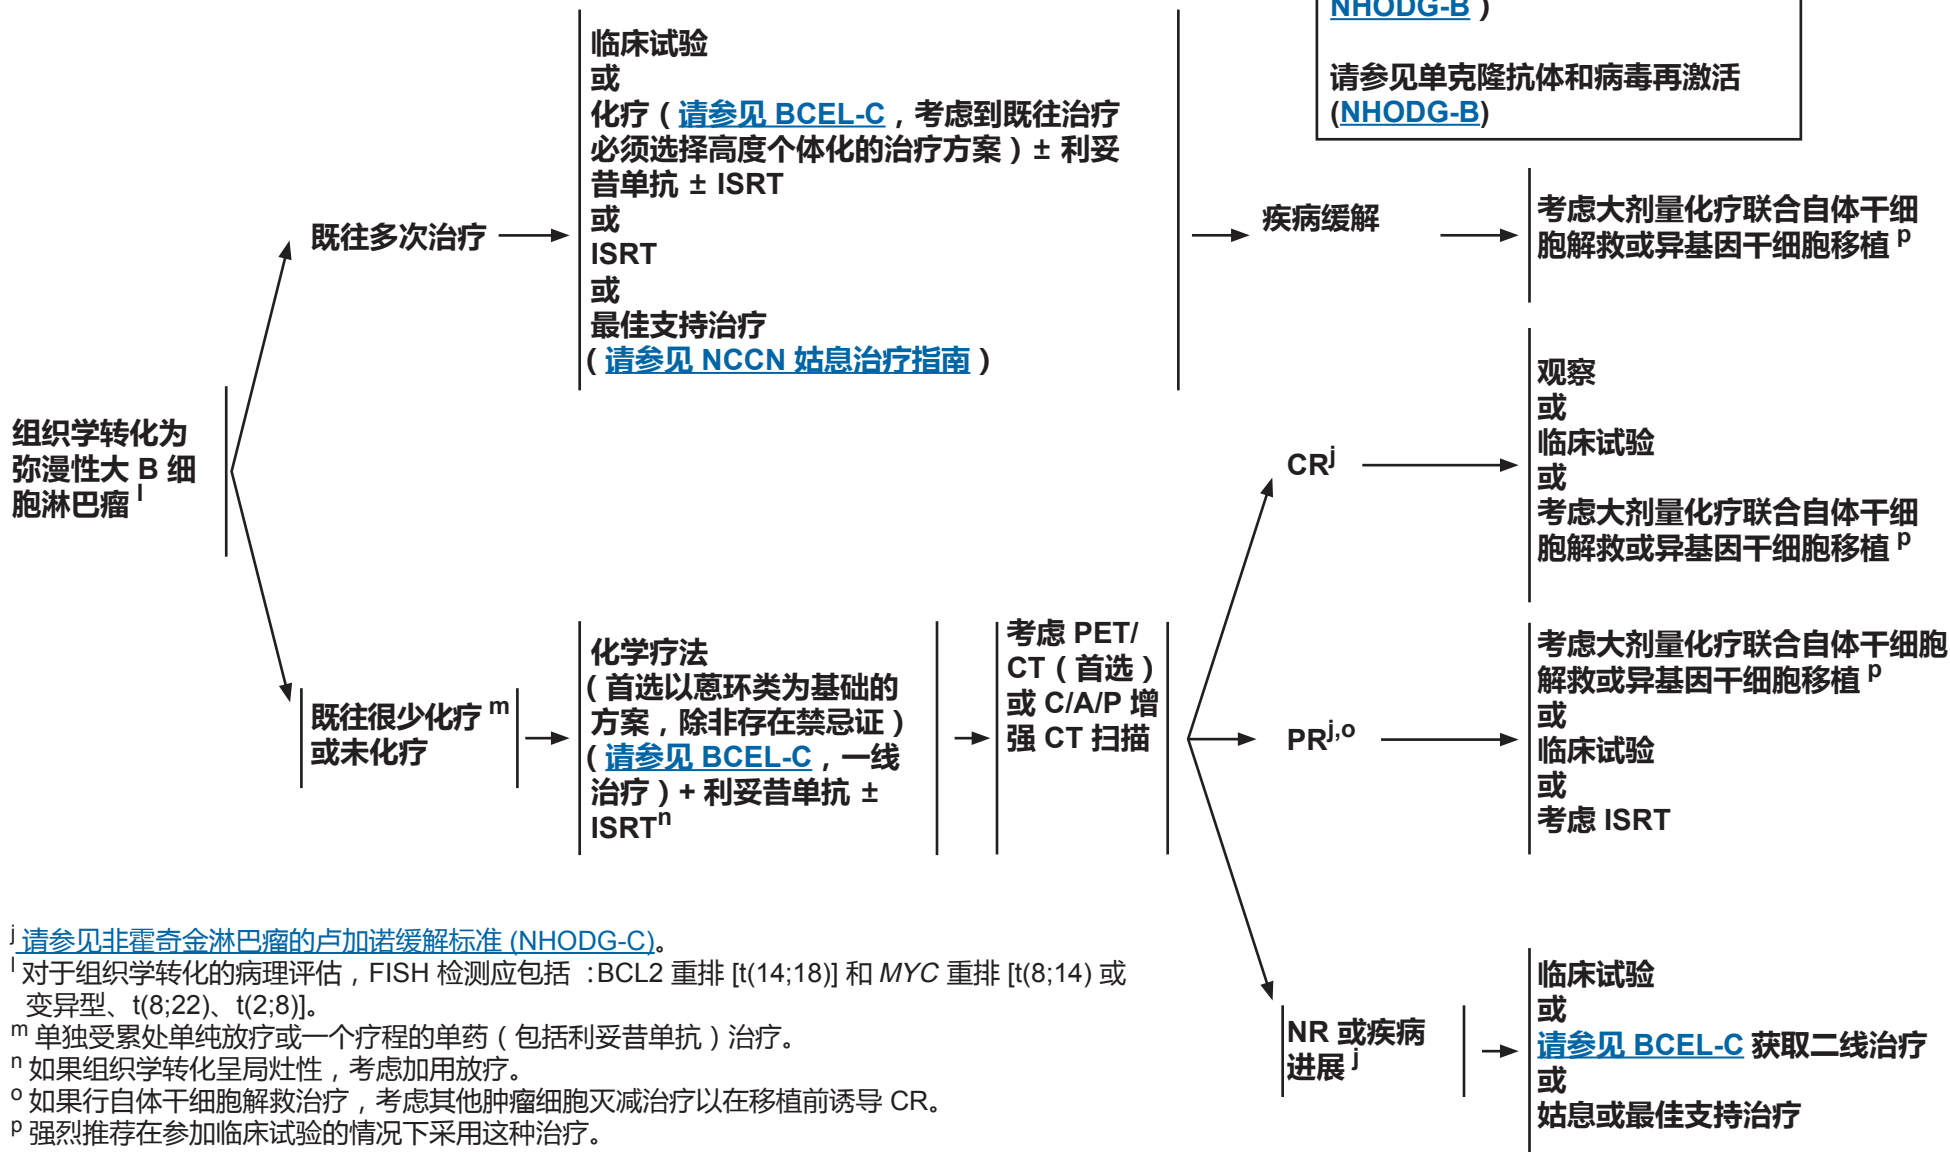 NHODG-B )
请参见单克隆抗体和病毒再激活
(NHODG-B)
临床试验
或
化疗（请参见 BCEL-C，考虑到既往治疗
必须选择高度个体化的治疗方案）± 利妥
昔单抗 ± ISRT
或
ISRT
或
最佳支持治疗
（请参见 NCCN 姑息治疗指南）
既往多次治疗
疾病缓解
考虑大剂量化疗联合自体干细
胞解救或异基因干细胞移植 p
组织学转化为
弥漫性大 B 细
胞淋巴瘤 l
CRj
观察
或
临床试验
或
考虑大剂量化疗联合自体干细
胞解救或异基因干细胞移植 p
既往很少化疗 m
或未化疗
化学疗法
（首选以蒽环类为基础的
方案，除非存在禁忌证）
（请参见 BCEL-C，一线
治疗）+ 利妥昔单抗 ±
ISRTn
考虑 PET/
CT（首选）
或 C/A/P 增
强 CT 扫描
PRj,o
考虑大剂量化疗联合自体干细胞
解救或异基因干细胞移植 p
或
临床试验
或
考虑 ISRT
NR 或疾病
进展 j
临床试验
或
请参见 BCEL-C 获取二线治疗
或
姑息或最佳支持治疗
j 请参见非霍奇金淋巴瘤的卢加诺缓解标准 (NHODG-C)。
l 对于组织学转化的病理评估，FISH 检测应包括：BCL2 重排 [t(14;18)] 和 MYC 重排 [t(8;14) 或
变异型、t(8;22)、t(2;8)]。
m 单独受累处单纯放疗或一个疗程的单药（包括利妥昔单抗）治疗。
n 如果组织学转化呈局灶性，考虑加用放疗。
o 如果行自体干细胞解救治疗，考虑其他肿瘤细胞灭减治疗以在移植前诱导 CR。
p 强烈推荐在参加临床试验的情况下采用这种治疗。